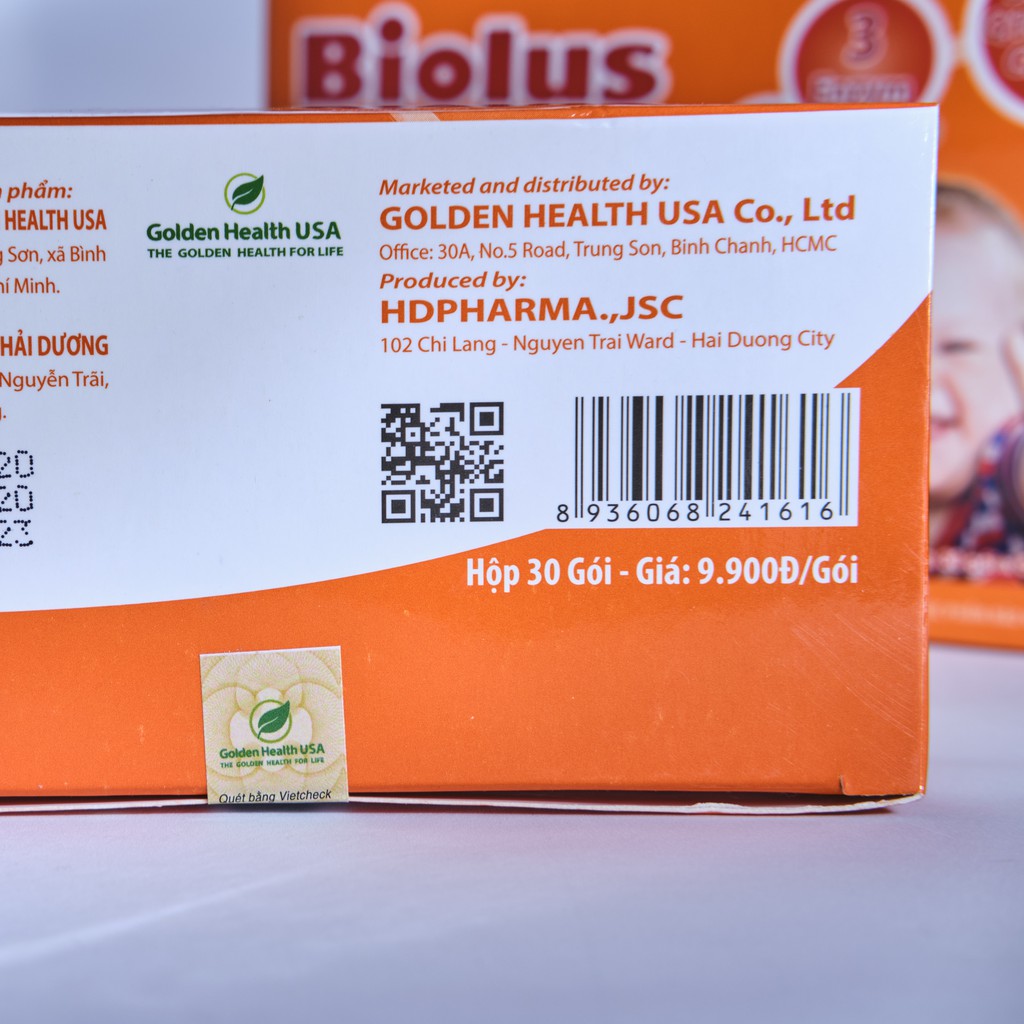 Biolus
3
phẩm:
HEALTH USA
Sơn, xã Bình
Minh.
HẢI DƯƠNG
Nguyễn Trãi,
20
20
23
Golden Health USA
THE GOLDEN HEALTH FOR LIFE
Marketed and distributed by:
GOLDEN HEALTH USA Co., Ltd
Office: 30A, No.5 Road, Trung Son, Binh Chanh, HCMC
Produced by:
HDPHARMA.,JSC
102 Chi Lang - Nguyen Trai Ward - Hai Duong City
8 936068 241616
Hộp 30 Gói - Giá: 9.900Đ/Gói
Golden Health USA
THE GOLDEN HEALTH FOR LIFE
Quét bằng Vietcheck